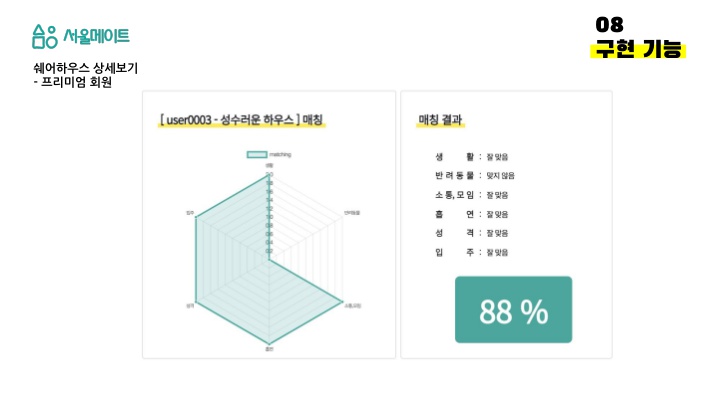 서울메이트
08
구현 기능
쉐어하우스 상세보기
- 프리미엄 회원
[ user0003 - 성수러운 하우스 ] 매칭
matching
생활
입주
반려동물
성격
소통,모임
흡연
매칭 결과
생 활 : 잘 맞음
반 려 동 물 : 맞지 않음
소 통, 모 임 : 잘 맞음
흡 연 : 잘 맞음
성 격 : 잘 맞음
입 주 : 잘 맞음
88 %